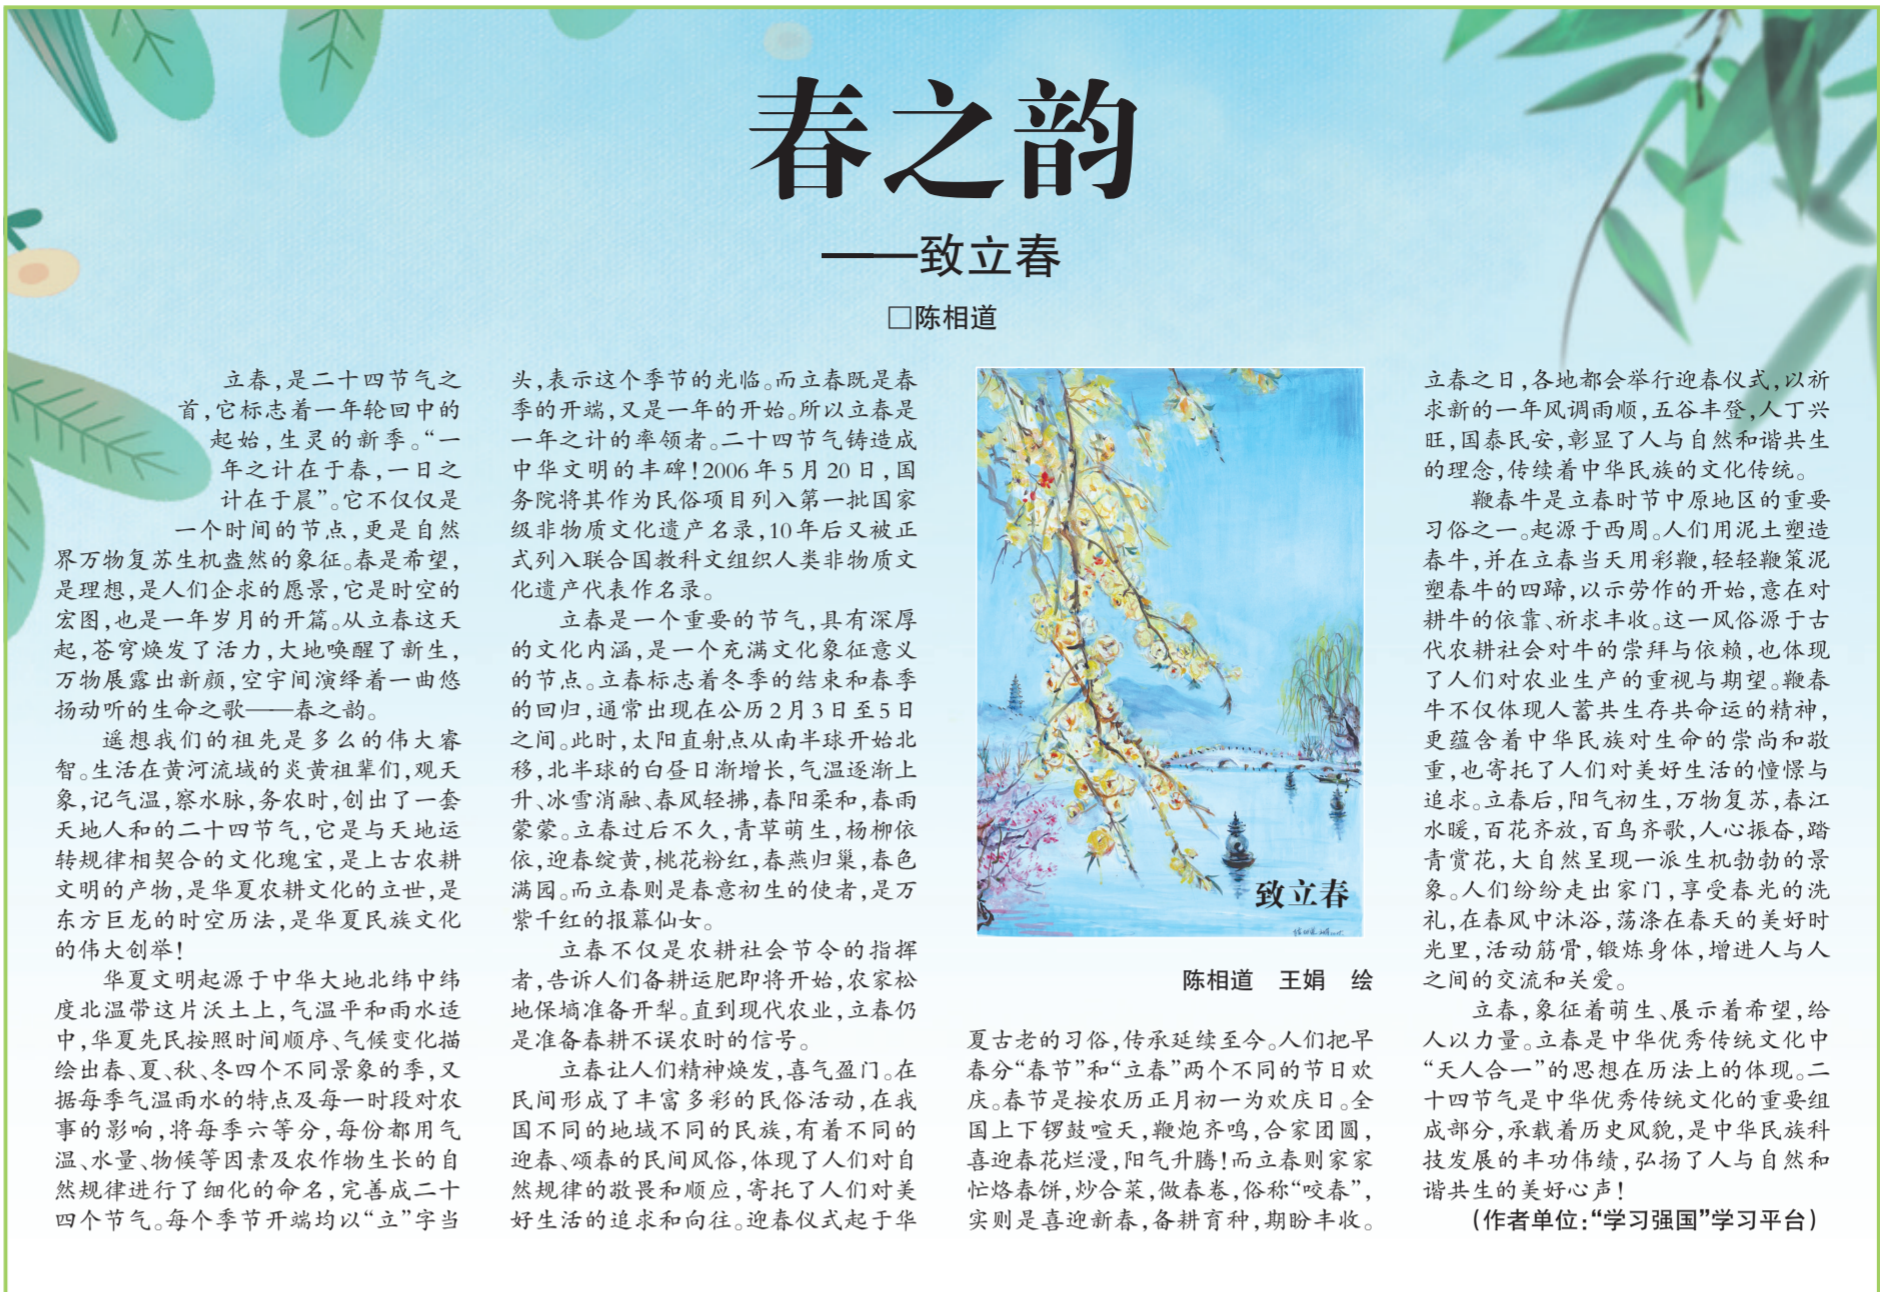 春之韵
——致立春
□陈相道
立春，是二十四节气之
首，它标志着一年轮回中的
起始，生灵的新季。“一
年之计在于春，一日之
计在于晨”。它不仅仅是
一个时间的节点，更是自然
界万物复苏生机盎然的象征。春是希望，
是理想，是人们企求的愿景，它是时空的
宏图，也是一年岁月的开篇。从立春这天
起，苍穹焕发了活力，大地唤醒了新生，
万物展露出新颜，空宇间演绎着一曲悠
扬动听的生命之歌——春之韵。
遥想我们的祖先是多么的伟大睿
智。生活在黄河流域的炎黄祖辈们，观天
象，记气温，察水脉，务农时，创出了一套
天地人和的二十四节气，它是与天地运
转规律相契合的文化瑰宝，是上古农耕
文明的产物，是华夏农耕文化的立世，是
东方巨龙的时空历法，是华夏民族文化
的伟大创举！
华夏文明起源于中华大地北纬中纬
度北温带这片沃土上，气温平和雨水适
中，华夏先民按照时间顺序、气候变化描
绘出春、夏、秋、冬四个不同景象的季，又
据每季气温雨水的特点及每一时段对农
事的影响，将每季六等分，每份都用气
温、水量、物候等因素及农作物生长的自
然规律进行了细化的命名，完善成二十
四个节气。每个季节开端均以“立”字当
头，表示这个季节的光临。而立春既是春
季的开端，又是一年的开始。所以立春是
一年之计的率领者。二十四节气铸造成
中华文明的丰碑！2006年5月20日，国
务院将其作为民俗项目列入第一批国家
级非物质文化遗产名录，10年后又被正
式列入联合国教科文组织人类非物质文
化遗产代表作名录。
立春是一个重要的节气，具有深厚
的文化内涵，是一个充满文化象征意义
的节点。立春标志着冬季的结束和春季
的回归，通常出现在公历2月3日至5日
之间。此时，太阳直射点从南半球开始北
移，北半球的白昼日渐增长，气温逐渐上
升、冰雪消融、春风轻拂，春阳柔和，春雨
蒙蒙。立春过后不久，青草萌生，杨柳依
依，迎春绽黄，桃花粉红，春燕归巢，春色
满园。而立春则是春意初生的使者，是万
紫千红的报幕仙女。
立春不仅是农耕社会节令的指挥
者，告诉人们备耕运肥即将开始，农家松
地保墒准备开犁。直到现代农业，立春仍
是准备春耕不误农时的信号。
立春让人们精神焕发，喜气盈门。在
民间形成了丰富多彩的民俗活动，在我
国不同的地域不同的民族，有着不同的
迎春、颂春的民间风俗，体现了人们对自
然规律的敬畏和顺应，寄托了人们对美
好生活的追求和向往。迎春仪式起于华
致立春
陈相道 王娟 绘
夏古老的习俗，传承延续至今。人们把早
春分“春节”和“立春”两个不同的节日欢
庆。春节是按农历正月初一为欢庆日。全
国上下锣鼓喧天，鞭炮齐鸣，合家团圆，
喜迎春花烂漫，阳气升腾！而立春则家家
忙烙春饼，炒合菜，做春卷，俗称“咬春”，
实则是喜迎新春，备耕育种，期盼丰收。
立春之日，各地都会举行迎春仪式，以祈
求新的一年风调雨顺，五谷丰登，人丁兴
旺，国泰民安，彰显了人与自然和谐共生
的理念，传续着中华民族的文化传统。
鞭春牛是立春时节中原地区的重要
习俗之一。起源于西周。人们用泥土塑造
春牛，并在立春当天用彩鞭，轻轻鞭策泥
塑春牛的四蹄，以示劳作的开始，意在对
耕牛的依靠、祈求丰收。这一风俗源于古
代农耕社会对牛的崇拜与依赖，也体现
了人们对农业生产的重视与期望。鞭春
牛不仅体现人蓄共生存共命运的精神，
更蕴含着中华民族对生命的崇尚和敬
重，也寄托了人们对美好生活的憧憬与
追求。立春后，阳气初生，万物复苏，春江
水暖，百花齐放，百鸟齐歌，人心振奋，踏
青赏花，大自然呈现一派生机勃勃的景
象。人们纷纷走出家门，享受春光的洗
礼，在春风中沐浴，荡涤在春天的美好时
光里，活动筋骨，锻炼身体，增进人与人
之间的交流和关爱。
立春，象征着萌生、展示着希望，给
人以力量。立春是中华优秀传统文化中
“天人合一”的思想在历法上的体现。二
十四节气是中华优秀传统文化的重要组
成部分，承载着历史风貌，是中华民族科
技发展的丰功伟绩，弘扬了人与自然和
谐共生的美好心声！
（作者单位：“学习强国”学习平台）